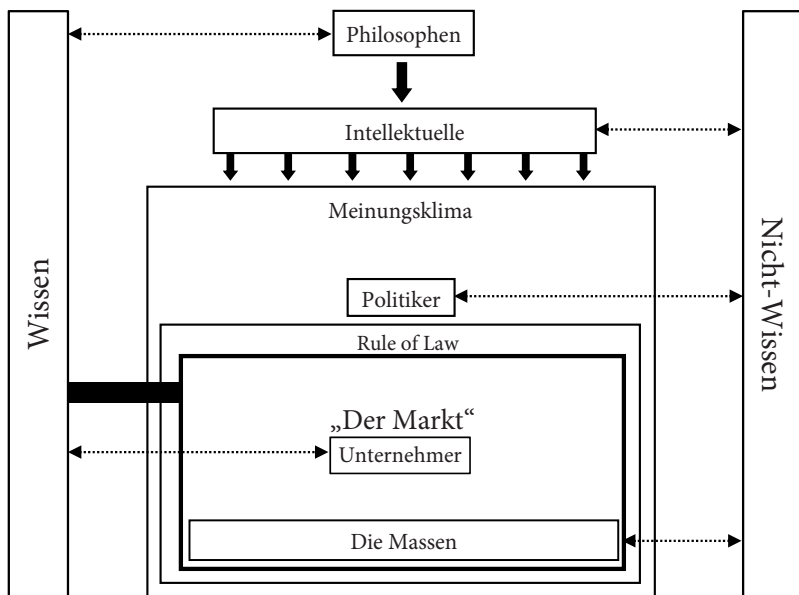 Philosophen
Intellektuelle
Meinungsklima
Wissen
Nicht-Wissen
Politiker
Rule of Law
„Der Markt“
Unternehmer
Die Massen